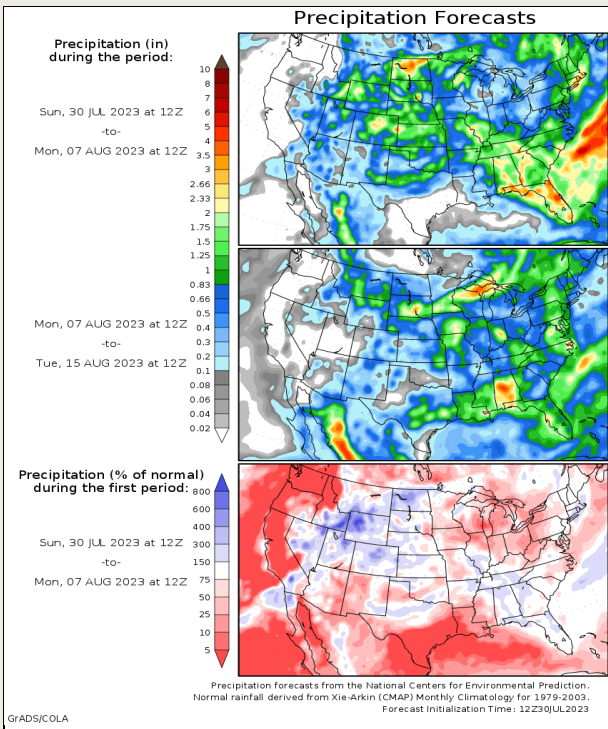 Precipitation Forecasts
Precipitation (in)
during the period:
Sun, 30 JUL 2023 at 12Z
-to-
Mon, 07 AUG 2023 at 12Z
10
8
7
6
5
4
3.5
3
2.66
2.33
2
1.75
1.5
1.25
1
0.83
0.66
0.5
0.4
0.3
0.2
0.1
0.08
0.06
0.04
0.02
Mon, 07 AUG 2023 at 12Z
-to-
Tue, 15 AUG 2023 at 12Z
Precipitation (% of normal)
during the first period:
Sun, 30 JUL 2023 at 12Z
-to-
Mon, 07 AUG 2023 at 12Z
800
600
400
300
150
75
50
25
10
5
Precipitation forecasts from the National Centers for Environmental Prediction.
Normal rainfall derived from Xie-Arkin (CMAP) Monthly Climatology for 1979-2003.
Forecast Initialization Time: 12Z30JUL2023
GrADS/COLA